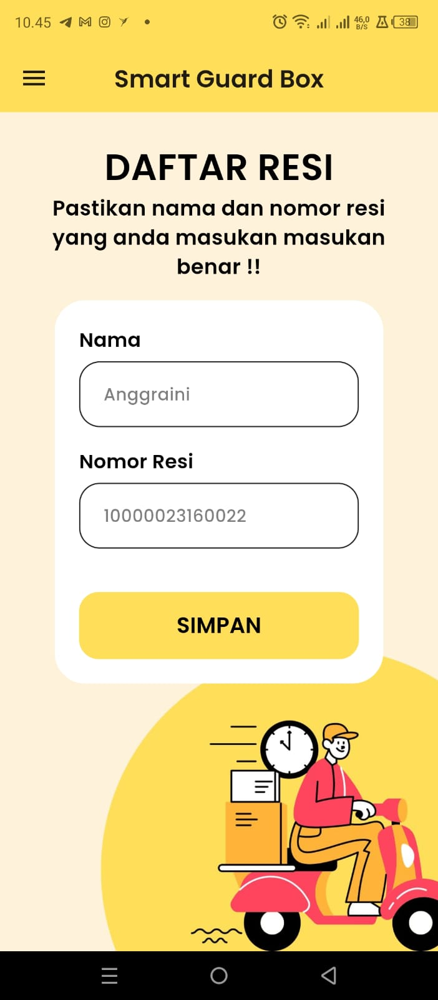 10.45
46,0
B/S
38
Smart Guard Box
DAFTAR RESI
Pastikan nama dan nomor resi
yang anda masukan masukan
benar !!
Nama
Anggraini
Nomor Resi
10000023160022
SIMPAN